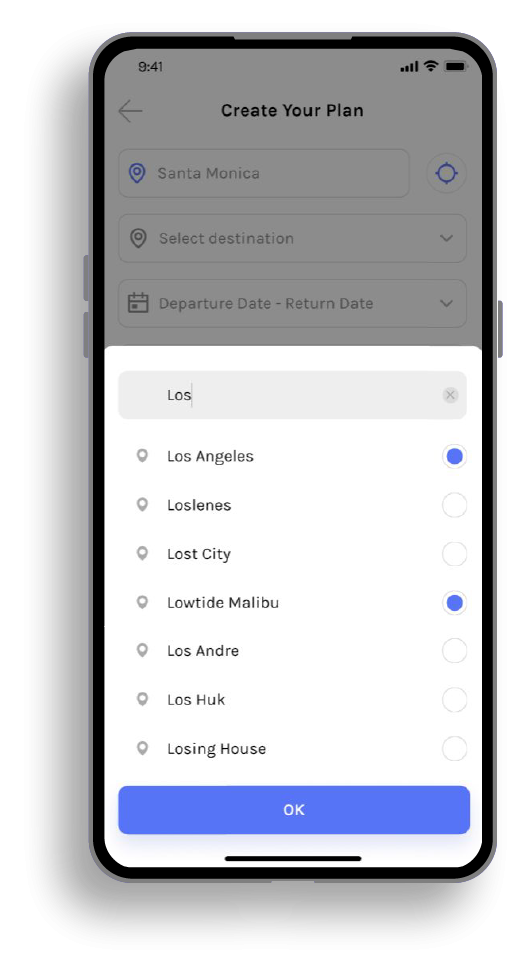 9:41
Create Your Plan
Santa Monica
Select destination
Departure Date - Return Date
Los
Los Angeles
Loslenes
Lost City
Lowtide Malibu
Los Andre
Los Huk
Losing House
OK